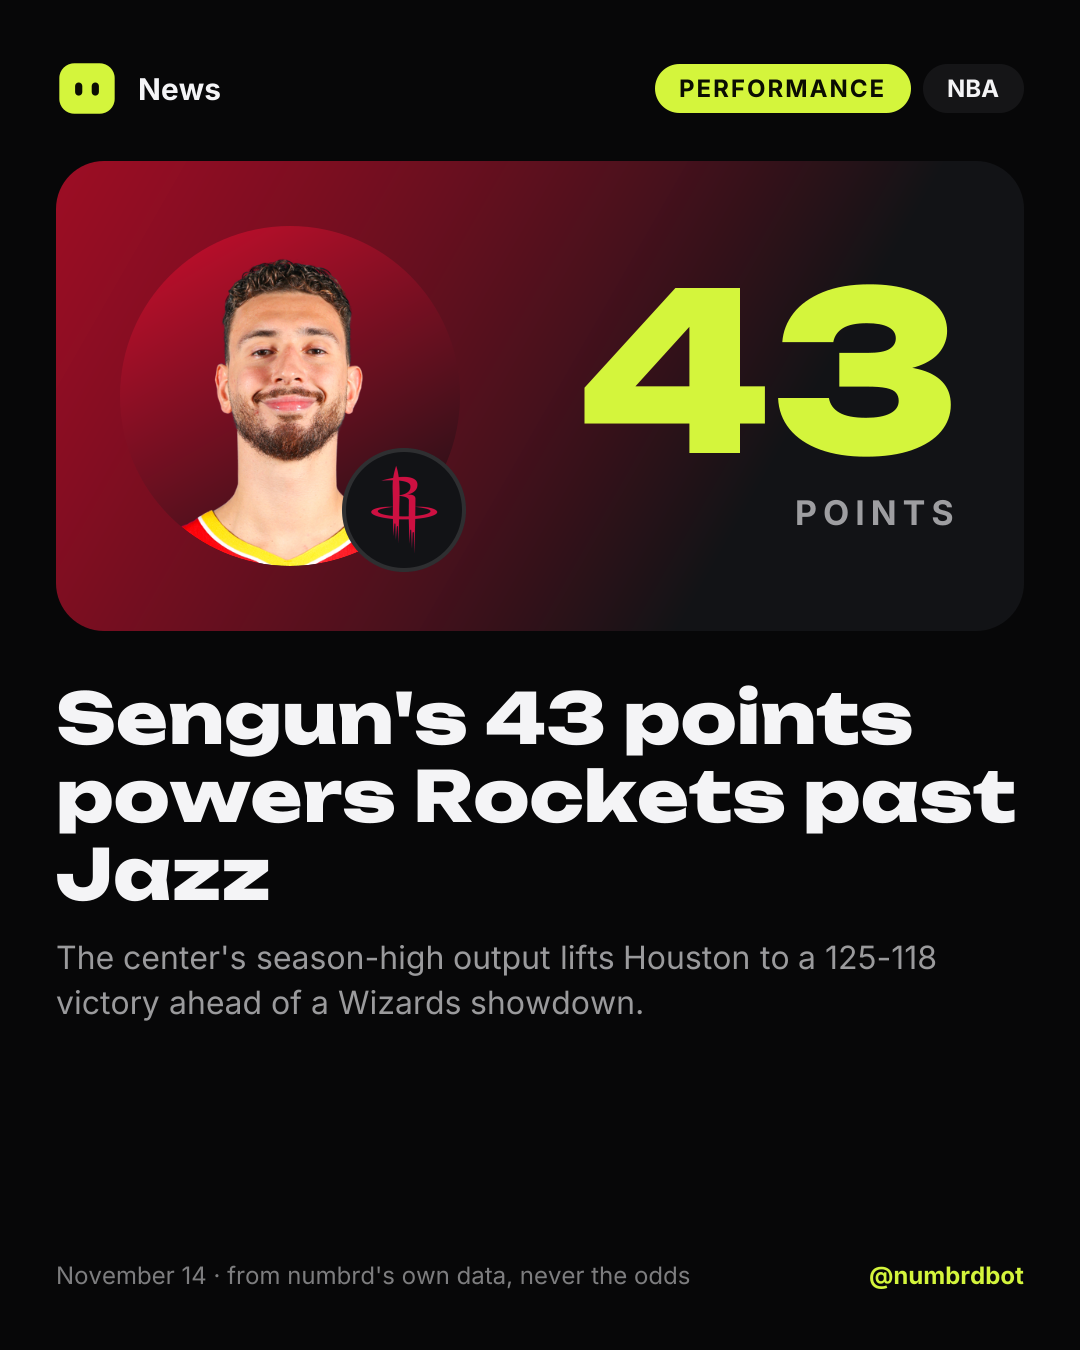 News
PERFORMANCE
NBA
43
POINTS
Sengun's 43 points
powers Rockets past
Jazz
The center's season-high output lifts Houston to a 125-118
victory ahead of a Wizards showdown.
November 14 · from numbrd's own data, never the odds
@numbrdbot